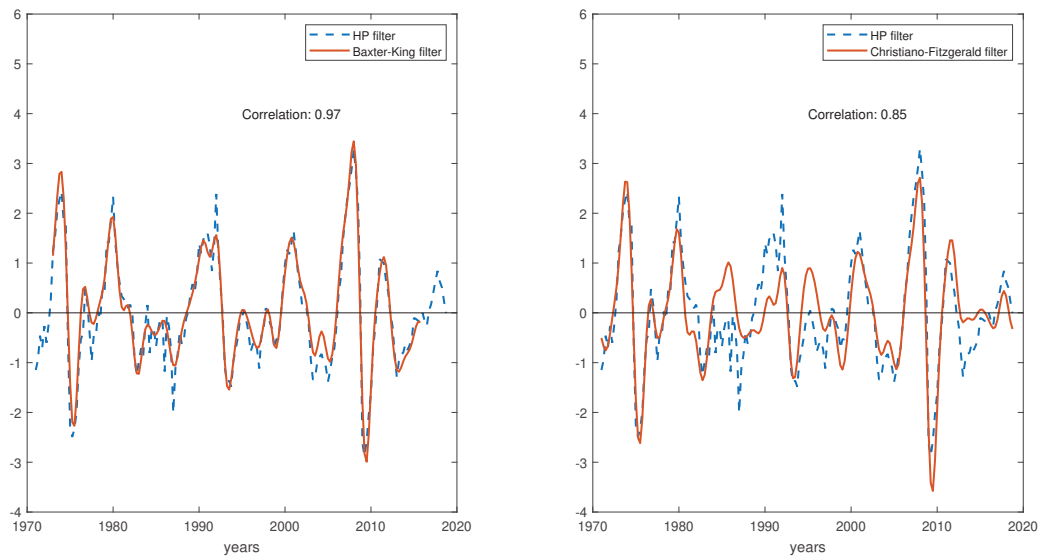 6
5
4
3
2
1
0
-1
-2
-3
-4
1970 1980 1990 2000 2010 2020
years
HP filter
Baxter-King filter
Correlation: 0.97
6
5
4
3
2
1
0
-1
-2
-3
-4
1970 1980 1990 2000 2010 2020
years
HP filter
Christiano-Fitzgerald filter
Correlation: 0.85